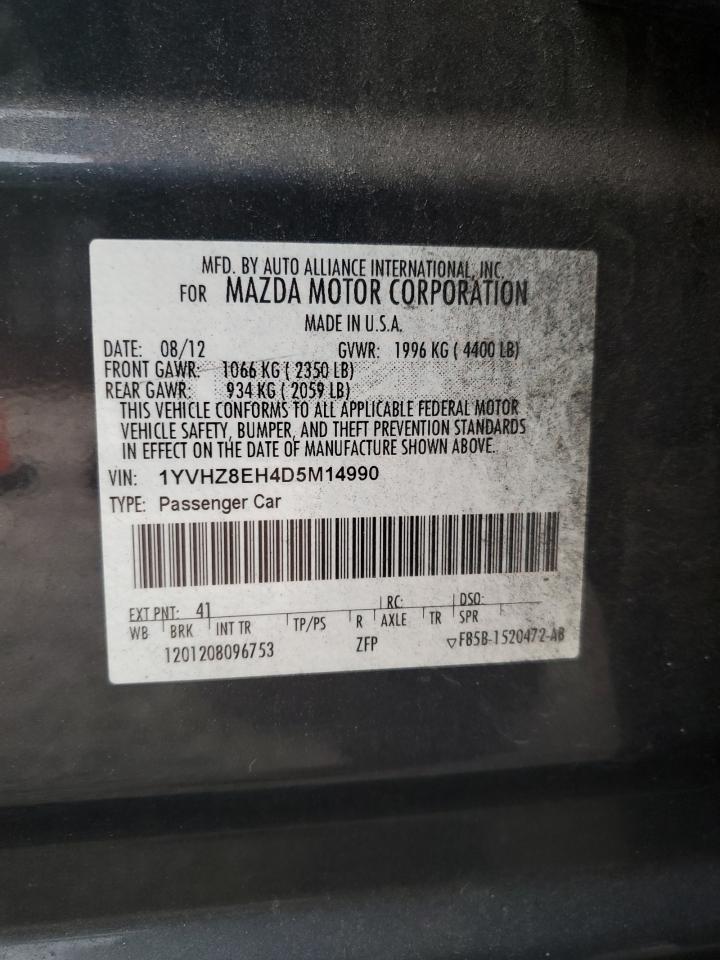 MFD. BY AUTO ALLIANCE INTERNATIONAL, INC.
FOR MAZDA MOTOR CORPORATION
MADE IN U.S.A.
DATE: 08/12 GVWR: 1996 KG ( 4400 LB)
FRONT GAWR: 1066 KG ( 2350 LB)
REAR GAWR: 934 KG ( 2059 LB)
THIS VEHICLE CONFORMS TO ALL APPLICABLE FEDERAL MOTOR
VEHICLE SAFETY, BUMPER, AND THEFT PREVENTION STANDARDS
IN EFFECT ON THE DATE OF MANUFACTURE SHOWN ABOVE.
VIN: 1YVHZ8EH4D5M14990
TYPE: Passenger Car
EXT PNT: 41 RC: DSO:
WB BRK INT TR TP/PS R AXLE TR SPR
1201208096753 ZFP ▽FB5B-1520472-AB